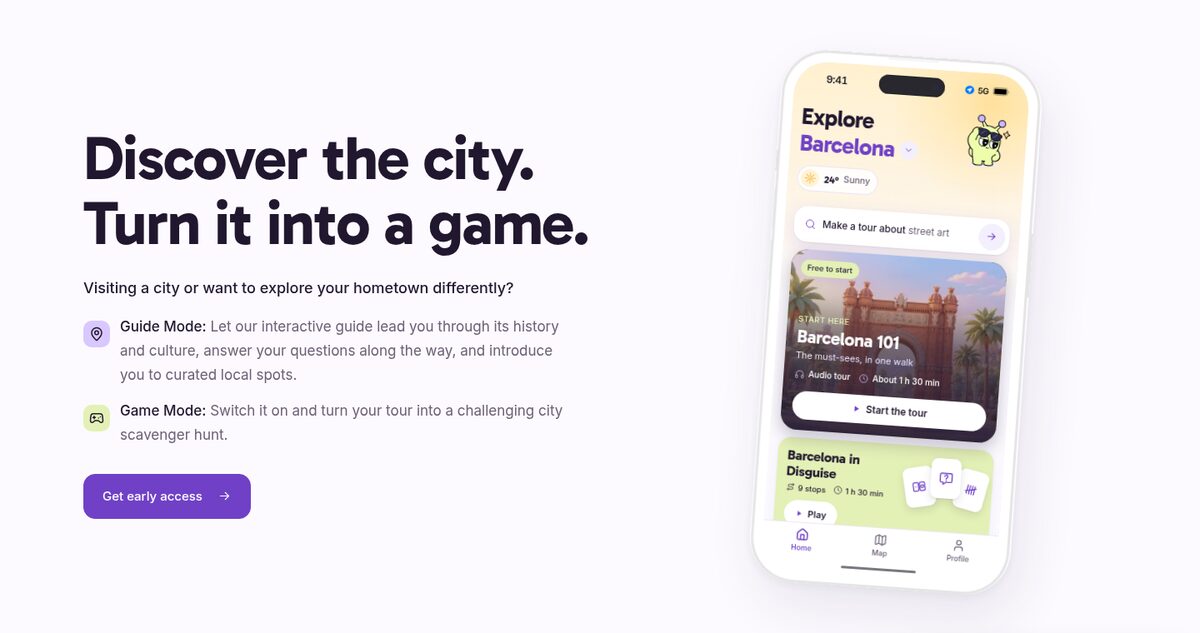 Discover the city.
Turn it into a game.
Visiting a city or want to explore your hometown differently?
Guide Mode: Let our interactive guide lead you through its history
and culture, answer your questions along the way, and introduce
you to curated local spots.
Game Mode: Switch it on and turn your tour into a challenging city
scavenger hunt.
Get early access
9:41
5G
Explore
Barcelona
24° Sunny
Make a tour about street art
Free to start
START HERE
Barcelona 101
The must-sees, in one walk
Audio tour About 1 h 30 min
Start the tour
Barcelona in
Disguise
9 stops 1 h 30 min
Play
Home Map Profile